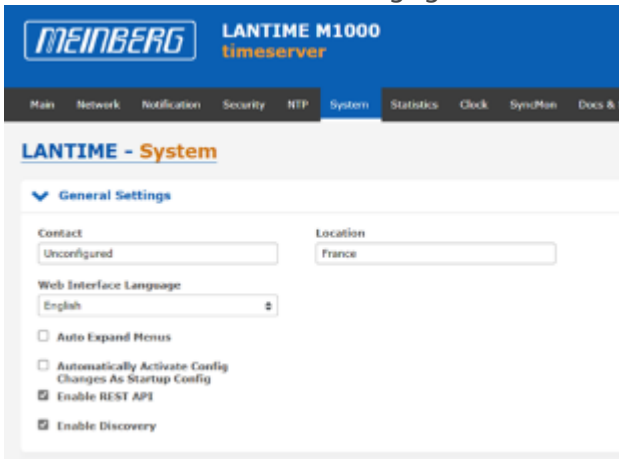 MEINBERG
LANTIME M1000
timeserver
Main Network Notification Security NTP System Statistics Clock SyncMon Docs &
LANTIME - System
General Settings
Contact Location
Unconfigured France
Web Interface Language
English
Auto Expand Menus
Automatically Activate Config
Changes As Startup Config
Enable REST API
Enable Discovery